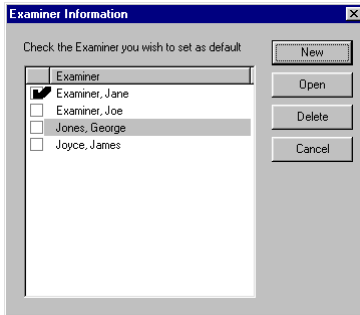 Examiner Information
Check the Examiner you wish to set as default
Examiner
Examiner, Jane
Examiner, Joe
Jones, George
Joyce, James
New
Open
Delete
Cancel